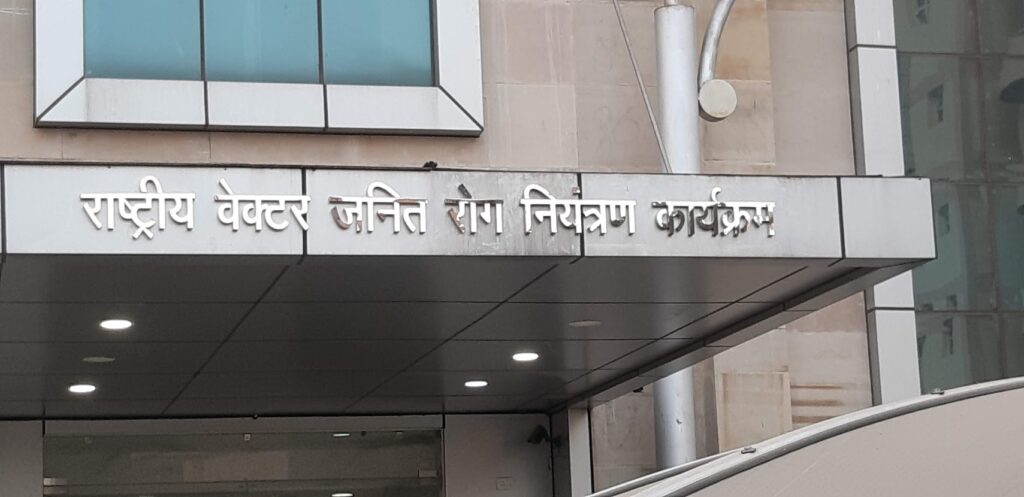 राष्ट्रीय वेक्टर जनित रोग नियंत्रण कार्यक्रम